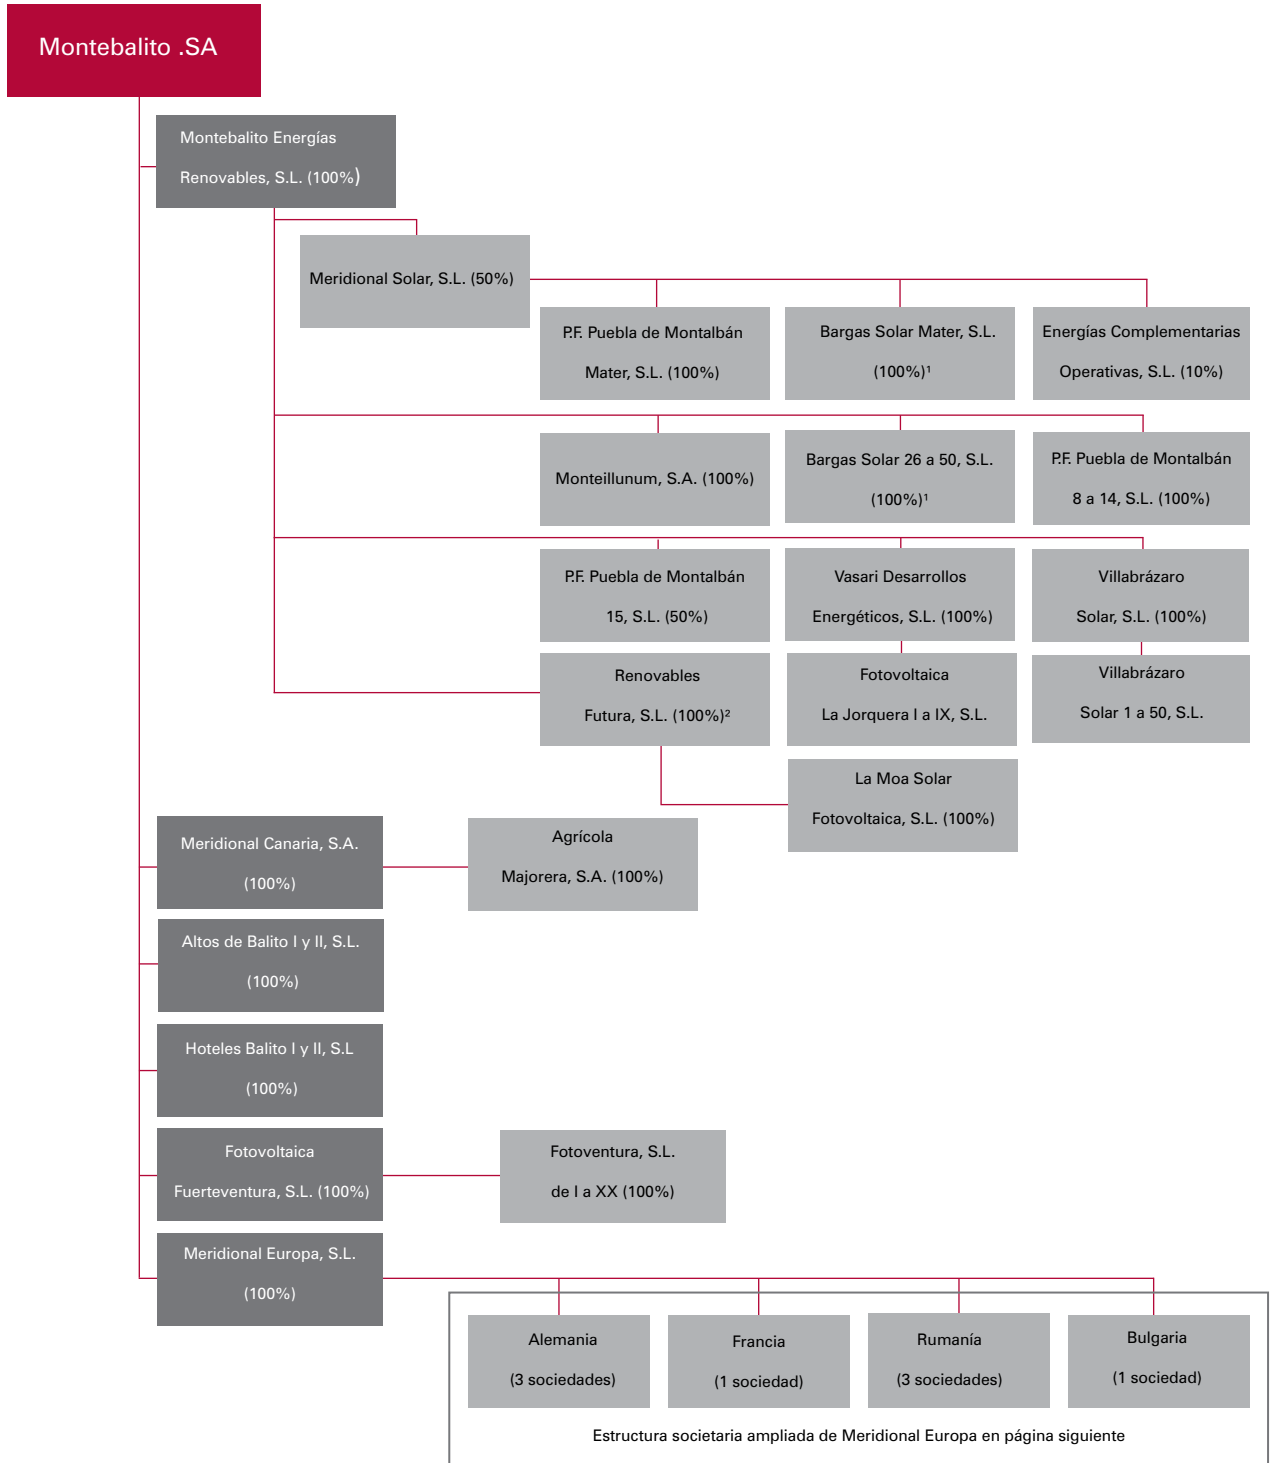 Montebalito .SA
Montebalito Energías
Renovables, S.L. (100%)
Meridional Solar, S.L. (50%)
P.F. Puebla de Montalbán
Mater, S.L. (100%)
Bargas Solar Mater, S.L.
(100%)¹
Energías Complementarias
Operativas, S.L. (10%)
Monteillunum, S.A. (100%)
Bargas Solar 26 a 50, S.L.
(100%)¹
P.F. Puebla de Montalbán
8 a 14, S.L. (100%)
P.F. Puebla de Montalbán
15, S.L. (50%)
Vasari Desarrollos
Energéticos, S.L. (100%)
Villabrázaro
Solar, S.L. (100%)
Renovables
Futura, S.L. (100%)²
Fotovoltaica
La Jorquera I a IX, S.L.
Villabrázaro
Solar 1 a 50, S.L.
La Moa Solar
Fotovoltaica, S.L. (100%)
Meridional Canaria, S.A.
(100%)
Agrícola
Majorera, S.A. (100%)
Altos de Balito I y II, S.L.
(100%)
Hoteles Balito I y II, S.L
(100%)
Fotovoltaica
Fuerteventura, S.L. (100%)
Fotoventura, S.L.
de I a XX (100%)
Meridional Europa, S.L.
(100%)
Alemania
(3 sociedades)
Francia
(1 sociedad)
Rumanía
(3 sociedades)
Bulgaria
(1 sociedad)
Estructura societaria ampliada de Meridional Europa en página siguiente